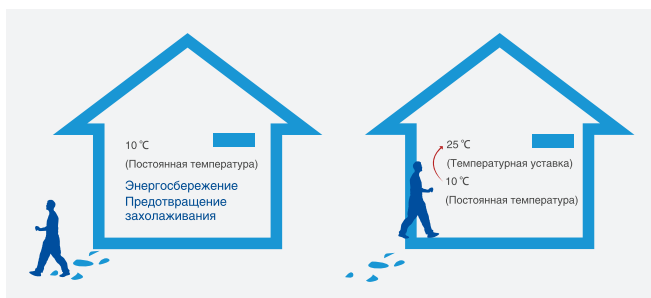 10 ℃
(Постоянная температура)
Энергосбережение
Предотвращение
захолаживания
25 ℃
(Температурная уставка)
10 ℃
(Постоянная температура)